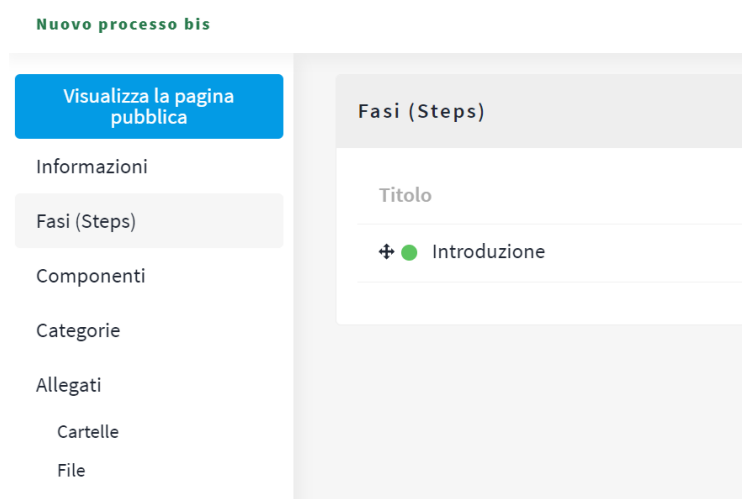 Nuovo processo bis
Visualizza la pagina
pubblica
Informazioni
Fasi (Steps)
Componenti
Categorie
Allegati
Cartelle
File
Fasi (Steps)
Titolo
Introduzione